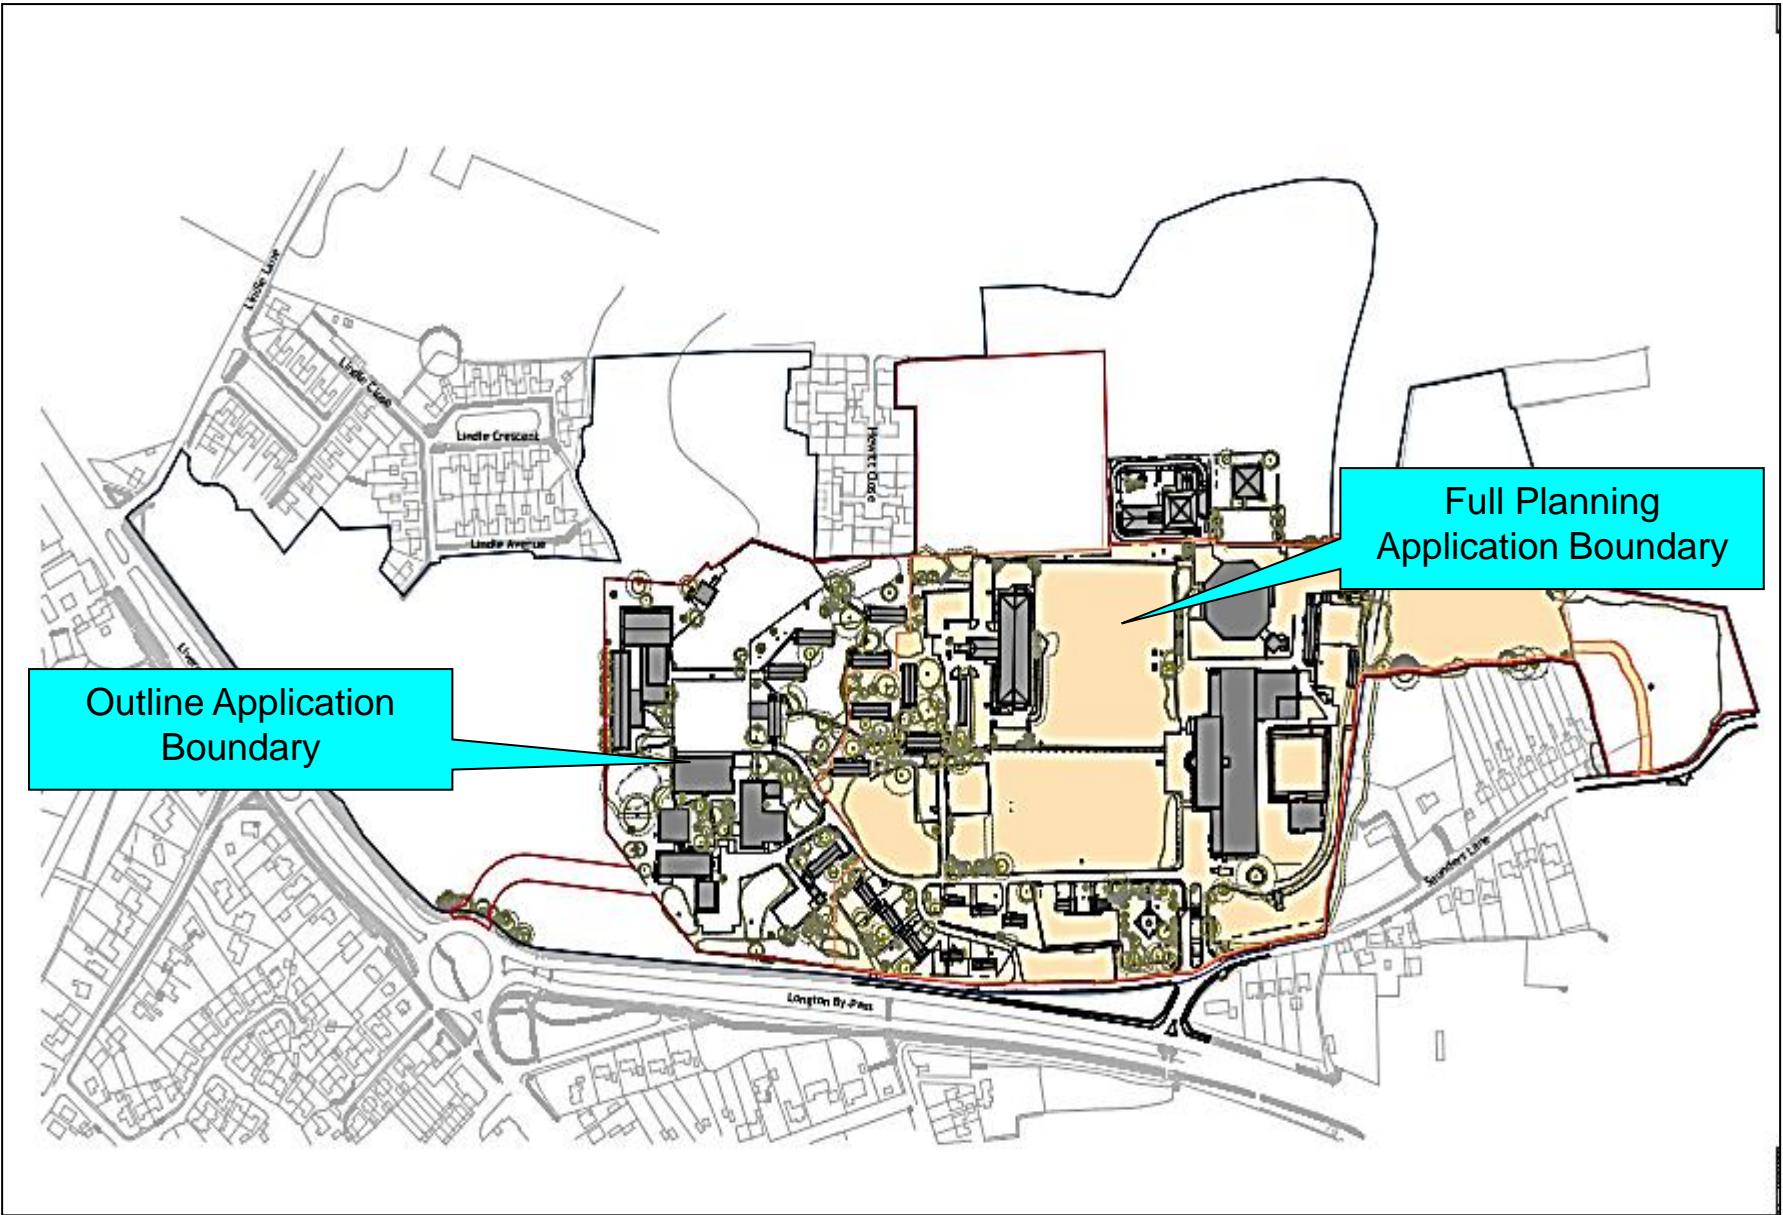 Lindle Lane
Lindle Close
Lindle Crescent
Hewitt Close
Full Planning
Application Boundary
Lindle Avenue
Outline Application
Boundary
Saunders Lane
Longton By-Pass